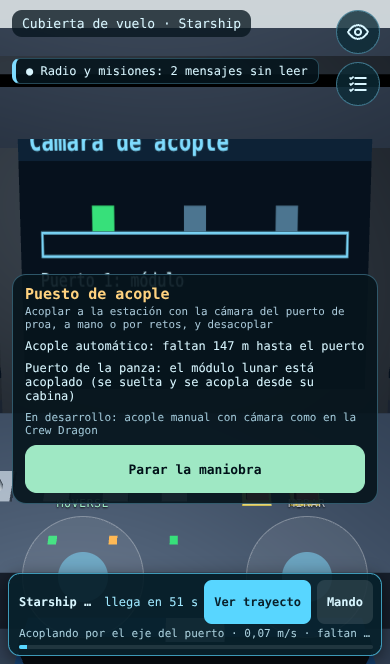 Cubierta de vuelo · Starship
● Radio y misiones: 2 mensajes sin leer
Cámara de acople
Puerto 1: módulo
Puesto de acople
Acoplar a la estación con la cámara del puerto de
proa, a mano o por retos, y desacoplar
Acople automático: faltan 147 m hasta el puerto
Puerto de la panza: el módulo lunar está
acoplado (se suelta y se acopla desde su
cabina)
En desarrollo: acople manual con cámara como en la
Crew Dragon
Parar la maniobra
MOVERSE
Starship … llega en 51 s
Ver trayecto
Mando
Acoplando por el eje del puerto · 0,07 m/s · faltan …